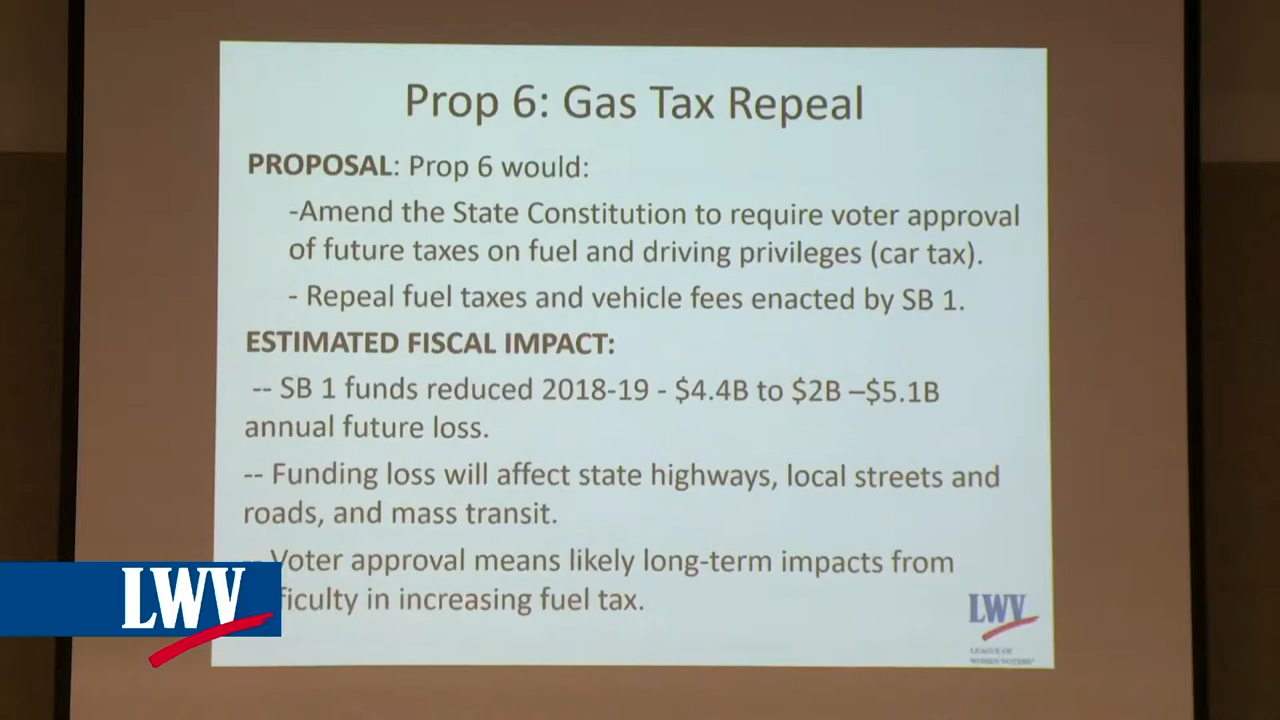 Prop 6: Gas Tax Repeal
PROPOSAL: Prop 6 would:
-Amend the State Constitution to require voter approval
of future taxes on fuel and driving privileges (car tax).
- Repeal fuel taxes and vehicle fees enacted by SB 1.
ESTIMATED FISCAL IMPACT:
-- SB 1 funds reduced 2018-19 - $4.4B to $2B –$5.1B
annual future loss.
-- Funding loss will affect state highways, local streets and
roads, and mass transit.
- Voter approval means likely long-term impacts from
ficulty in increasing fuel tax.
LWV
LWV
LEAGUE OF
WOMEN VOTERS®